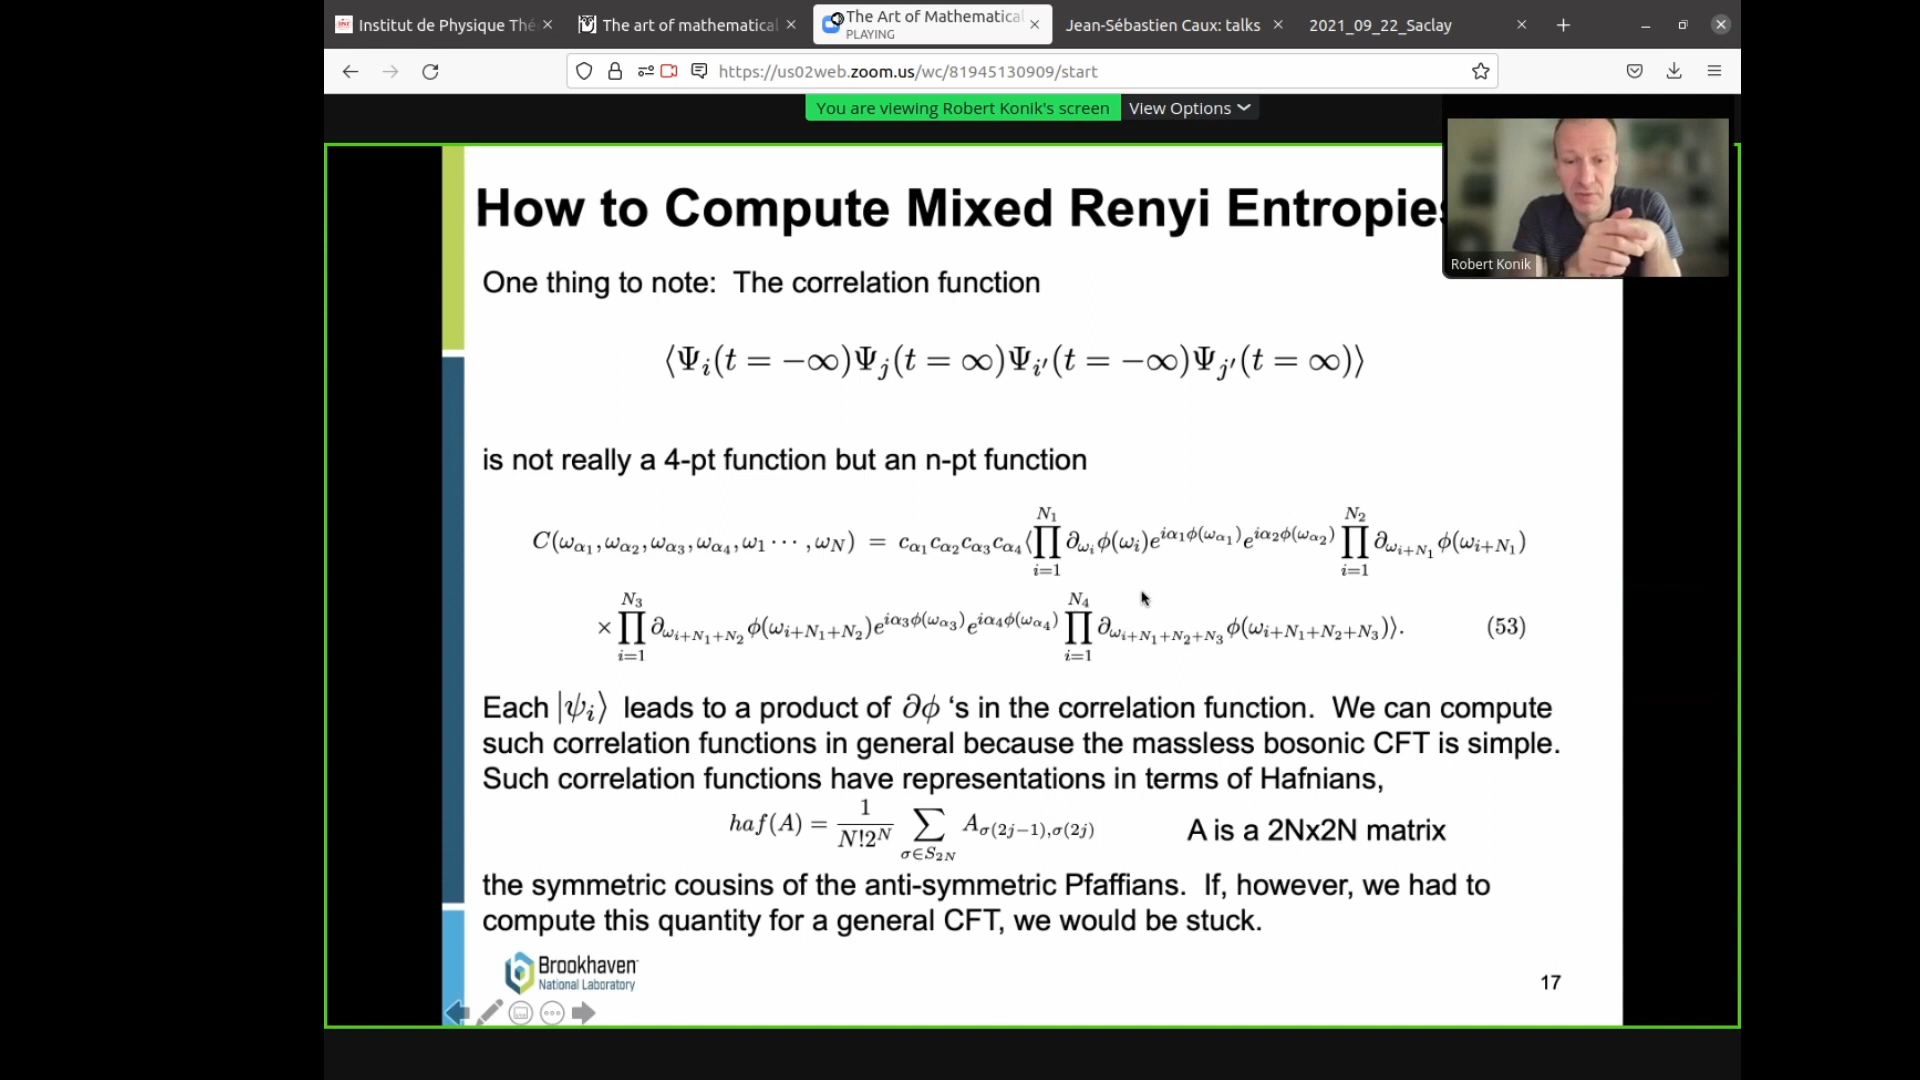 Institut de Physique Thé
The art of mathematical
The Art of Mathematica
PLAYING
Jean-Sébastien Caux: talks
2021_09_22_Saclay
https://us02web.zoom.us/wc/81945130909/start
You are viewing Robert Konik's screen
View Options
Robert Konik
How to Compute Mixed Renyi Entropies
One thing to note: The correlation function
⟨Ψ_i(t = −∞)Ψ_j(t = ∞)Ψ_{i′}(t = −∞)Ψ_{j′}(t = ∞)⟩
is not really a 4-pt function but an n-pt function
C(ω_{α_1}, ω_{α_2}, ω_{α_3}, ω_{α_4}, ω_1 ⋯ , ω_N) = c_{α_1}c_{α_2}c_{α_3}c_{α_4}⟨∏_{i=1}^{N_1} ∂_{ω_i}ϕ(ω_i)e^{iα_1ϕ(ω_{α_1})}e^{iα_2ϕ(ω_{α_2})} ∏_{i=1}^{N_2} ∂_{ω_{i+N_1}}ϕ(ω_{i+N_1})
× ∏_{i=1}^{N_3} ∂_{ω_{i+N_1+N_2}}ϕ(ω_{i+N_1+N_2})e^{iα_3ϕ(ω_{α_3})}e^{iα_4ϕ(ω_{α_4})} ∏_{i=1}^{N_4} ∂_{ω_{i+N_1+N_2+N_3}}ϕ(ω_{i+N_1+N_2+N_3})⟩. (53)
Each |ψ_i⟩ leads to a product of ∂ϕ 's in the correlation function. We can compute
such correlation functions in general because the massless bosonic CFT is simple.
Such correlation functions have representations in terms of Hafnians,
haf(A) = \frac{1}{N!2^N} ∑_{σ∈S_{2N}} A_{σ(2j−1),σ(2j)} A is a 2Nx2N matrix
the symmetric cousins of the anti-symmetric Pfaffians. If, however, we had to
compute this quantity for a general CFT, we would be stuck.
Brookhaven
National Laboratory
17